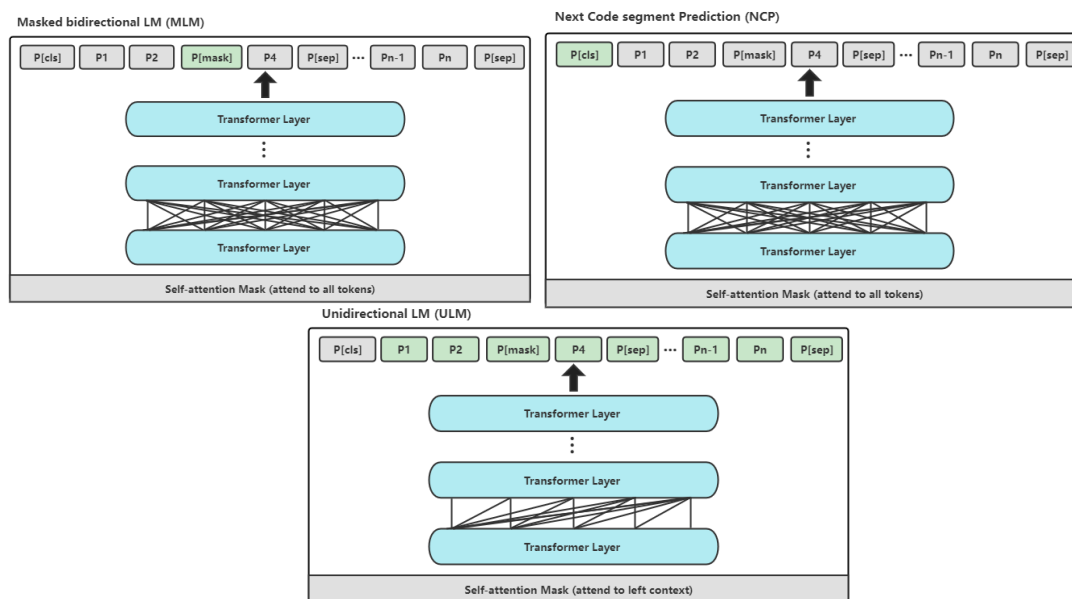 Masked bidirectional LM (MLM)
P[cls] P1 P2 P[mask] P4 P[sep] ... Pn-1 Pn P[sep]
Transformer Layer
Transformer Layer
Transformer Layer
Self-attention Mask (attend to all tokens)
Next Code segment Prediction (NCP)
P[cls] P1 P2 P[mask] P4 P[sep] ... Pn-1 Pn P[sep]
Transformer Layer
Transformer Layer
Transformer Layer
Self-attention Mask (attend to all tokens)
Unidirectional LM (ULM)
P[cls] P1 P2 P[mask] P4 P[sep] ... Pn-1 Pn P[sep]
Transformer Layer
Transformer Layer
Transformer Layer
Self-attention Mask (attend to left context)